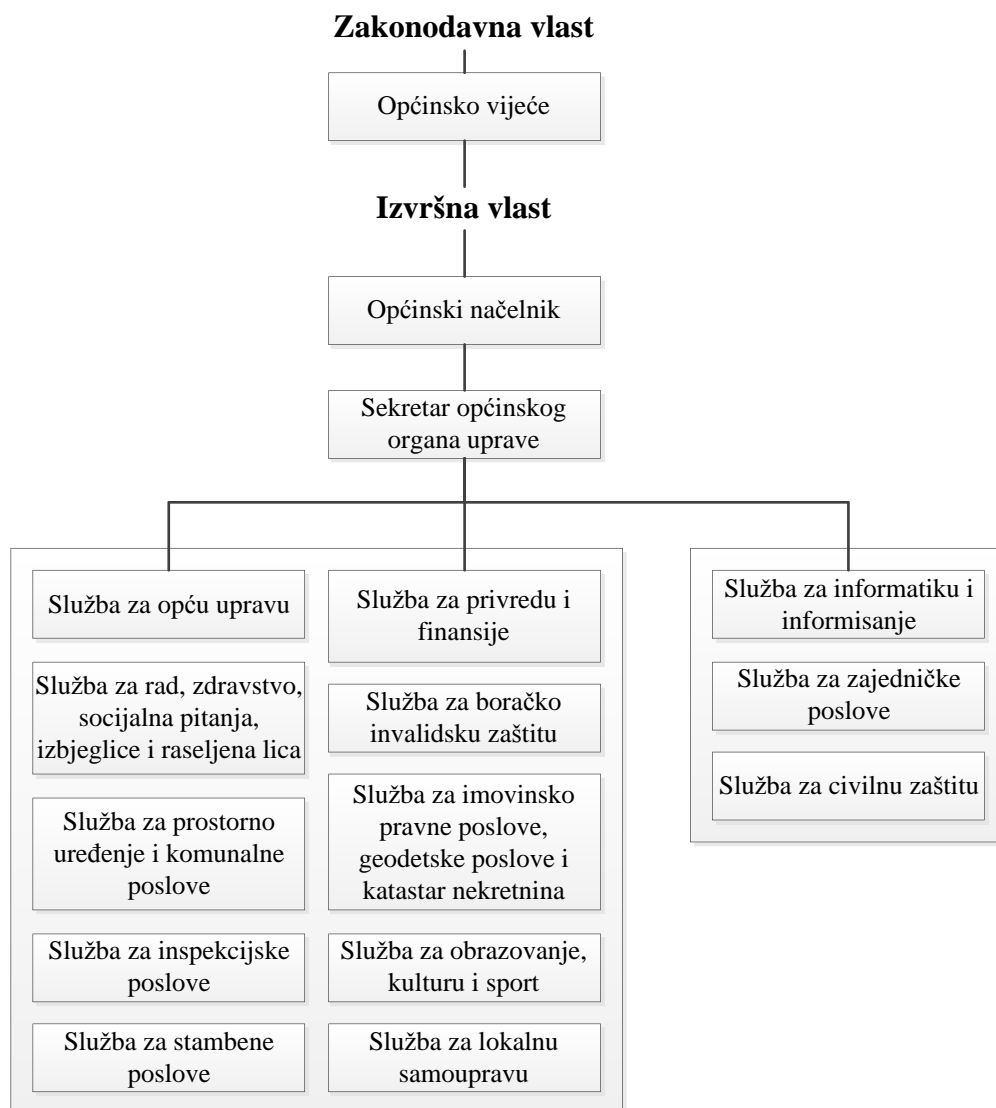 Zakonodavna vlast
Općinsko vijeće
Izvršna vlast
Općinski načelnik
Sekretar općinskog
organa uprave
Služba za opću upravu
Služba za rad, zdravstvo,
socijalna pitanja,
izbjeglice i raseljena lica
Služba za prostorno
uređenje i komunalne
poslove
Služba za inspekcijske
poslove
Služba za stambene
poslove
Služba za privredu i
finansije
Služba za boračko
invalidsku zaštitu
Služba za imovinsko
pravne poslove,
geodetske poslove i
katastar nekretnina
Služba za obrazovanje,
kulturu i sport
Služba za lokalnu
samoupravu
Služba za informatiku i
informisanje
Služba za zajedničke
poslove
Služba za civilnu zaštitu